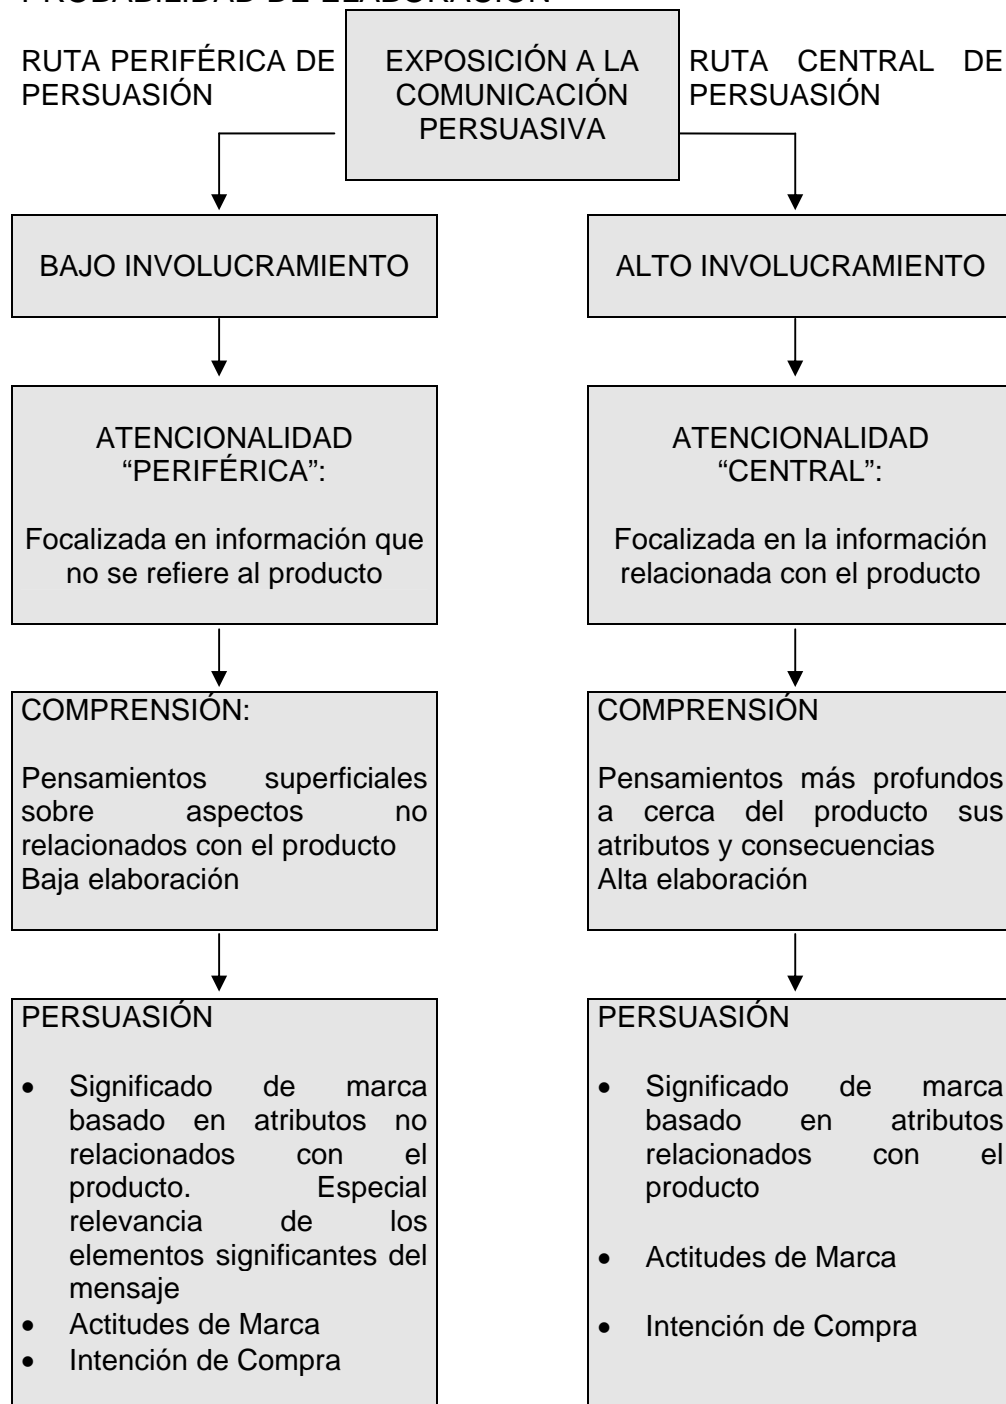 PROBABILIDAD DE ELABORACIÓN
RUTA PERIFÉRICA DE
PERSUASIÓN
EXPOSICIÓN A LA
COMUNICACIÓN
PERSUASIVA
RUTA CENTRAL DE
PERSUASIÓN
BAJO INVOLUCRAMIENTO
ALTO INVOLUCRAMIENTO
ATENCIONALIDAD
“PERIFÉRICA”:
Focalizada en información que
no se refiere al producto
ATENCIONALIDAD
“CENTRAL”:
Focalizada en la información
relacionada con el producto
COMPRENSIÓN:
Pensamientos superficiales
sobre aspectos no
relacionados con el producto
Baja elaboración
COMPRENSIÓN
Pensamientos más profundos
a cerca del producto sus
atributos y consecuencias
Alta elaboración
PERSUASIÓN
• Significado de marca
basado en atributos no
relacionados con el
producto. Especial
relevancia de los
elementos significantes del
mensaje
• Actitudes de Marca
• Intención de Compra
PERSUASIÓN
• Significado de marca
basado en atributos
relacionados con el
producto
• Actitudes de Marca
• Intención de Compra